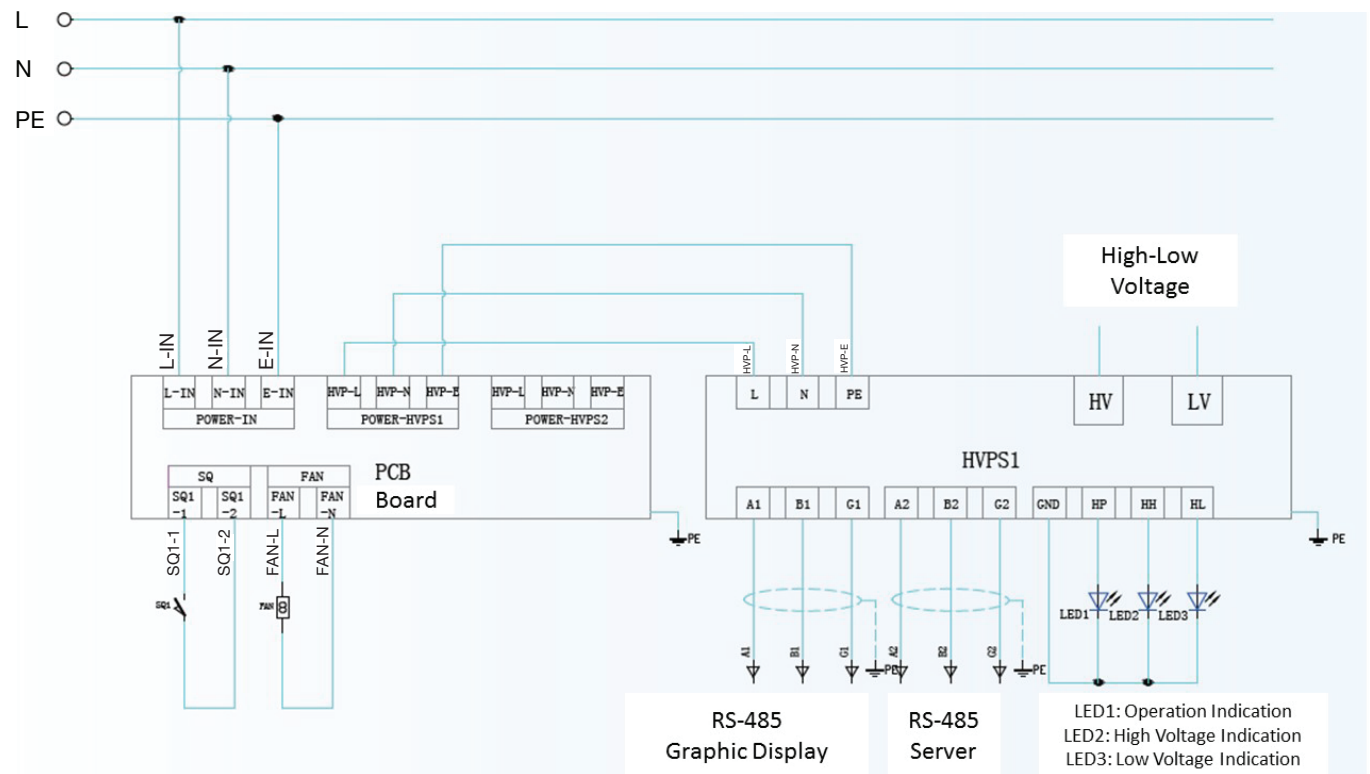 L
N
PE
High-Low
Voltage
L-IN
N-IN
E-IN
HVP-L
HVP-N
HVP-E
L-IN N-IN E-IN
POWER-IN
HVP-L HVP-N HVP-E
POWER-HVPS1
HVP-L HVP-N HVP-E
POWER-HVPS2
L N PE
HV
LV
HVPS1
SQ
FAN
PCB
Board
SQ1
-1
SQ1
-2
FAN
-L
FAN
-N
A1 B1 G1
A2 B2 G2
GND HP HH HL
PE
PE
SQ1-1
SQ1-2
FAN-L
FAN-N
SQ1
FAN
LED1
LED2
LED3
A1
B1
G1
PE
A2
B2
G2
PE
RS-485
Graphic Display
RS-485
Server
LED1: Operation Indication
LED2: High Voltage Indication
LED3: Low Voltage Indication